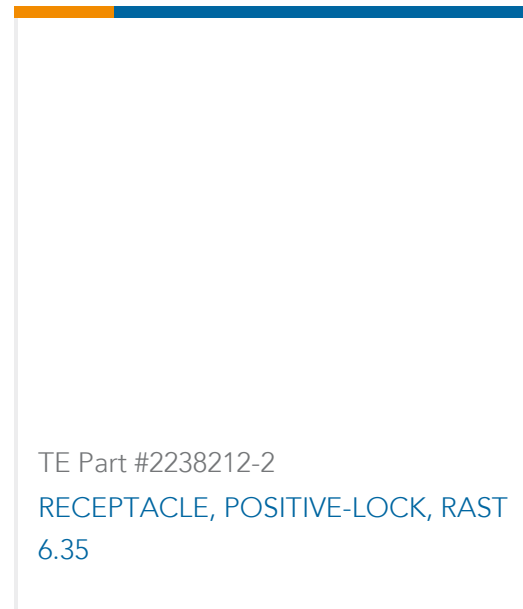 TE Part #2238212-2
RECEPTACLE, POSITIVE-LOCK, RAST
6.35